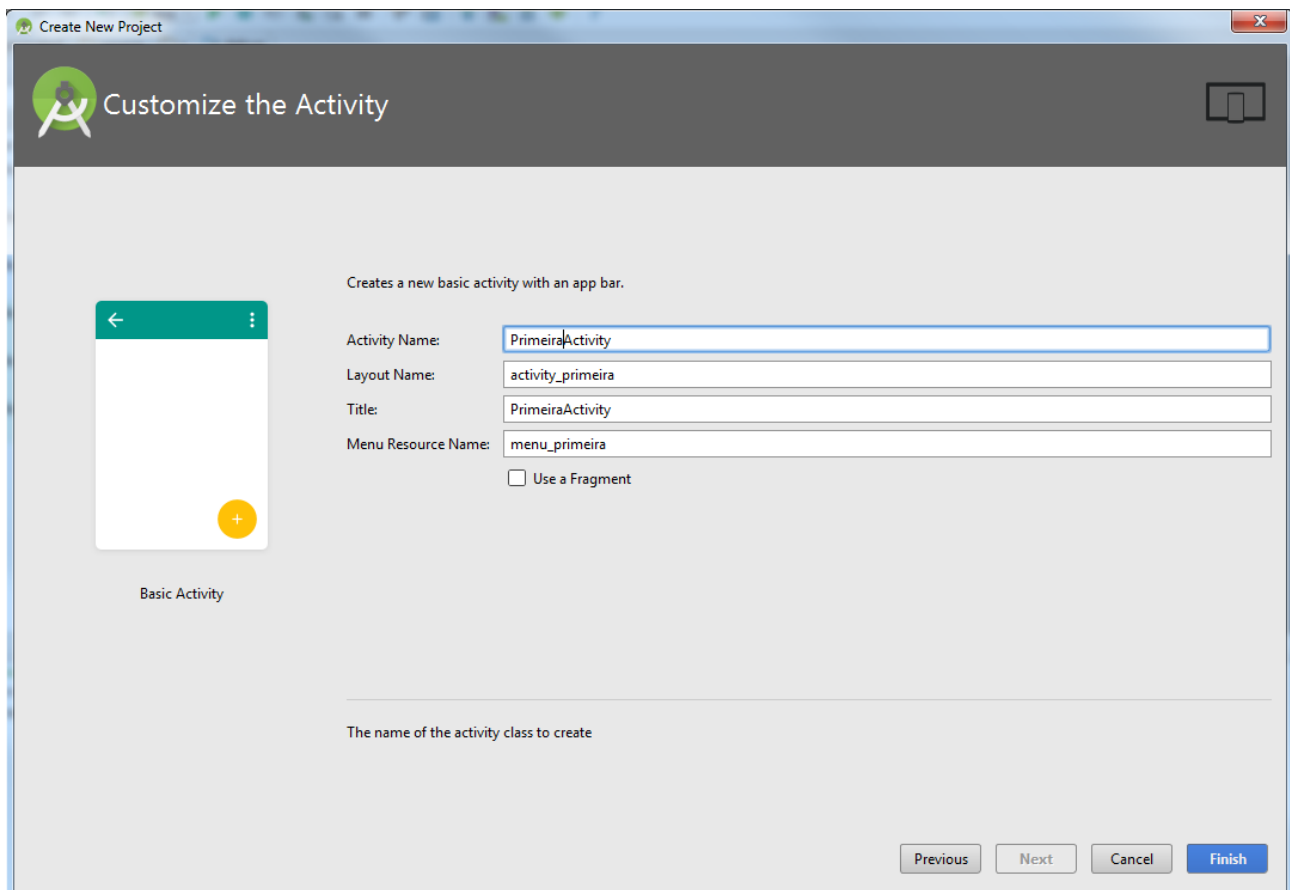 Create New Project
Customize the Activity
Creates a new basic activity with an app bar.
Activity Name: PrimeiraActivity
Layout Name: activity_primeira
Title: PrimeiraActivity
Menu Resource Name: menu_primeira
Use a Fragment
Basic Activity
The name of the activity class to create
Previous Next Cancel Finish